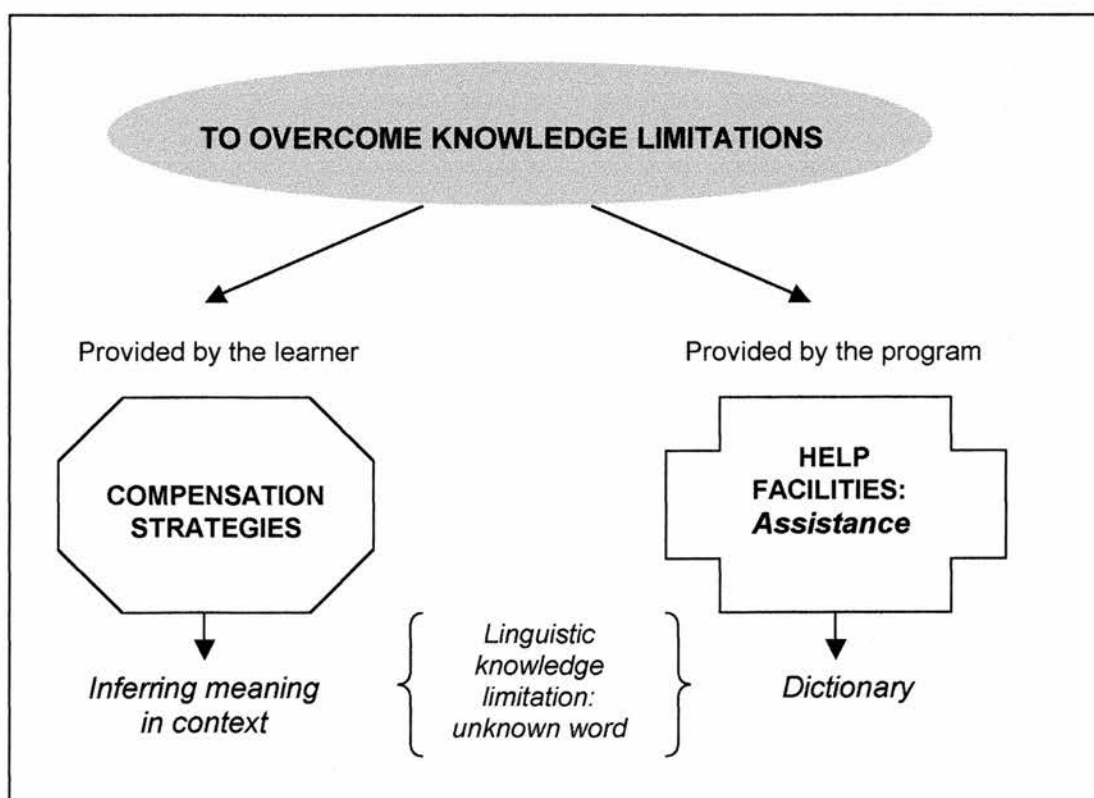 TO OVERCOME KNOWLEDGE LIMITATIONS
Provided by the learner
Provided by the program
COMPENSATION
STRATEGIES
HELP
FACILITIES:
Assistance
Inferring meaning
in context
Linguistic
knowledge
limitation:
unknown word
Dictionary